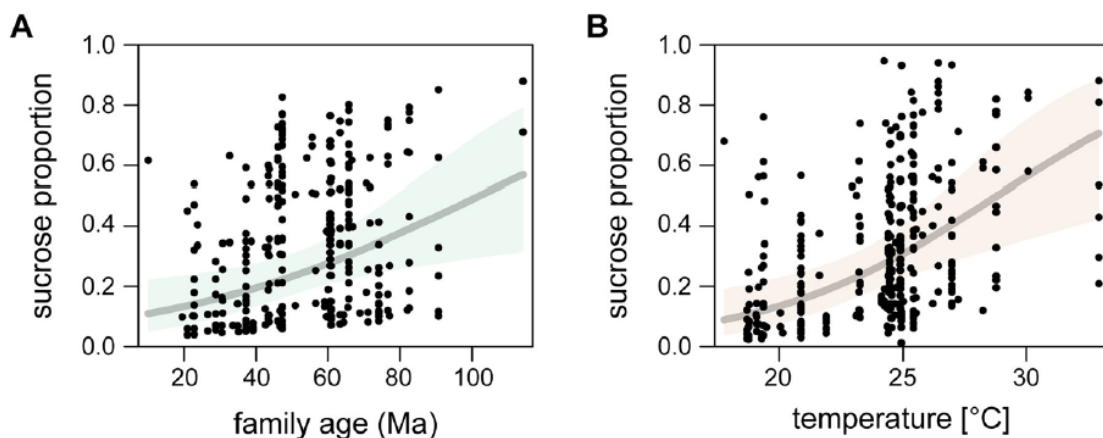 A
sucrose proportion
1.0
0.8
0.6
0.4
0.2
0.0
20 40 60 80 100
family age (Ma)
B
sucrose proportion
1.0
0.8
0.6
0.4
0.2
0.0
20 25 30
temperature [°C]